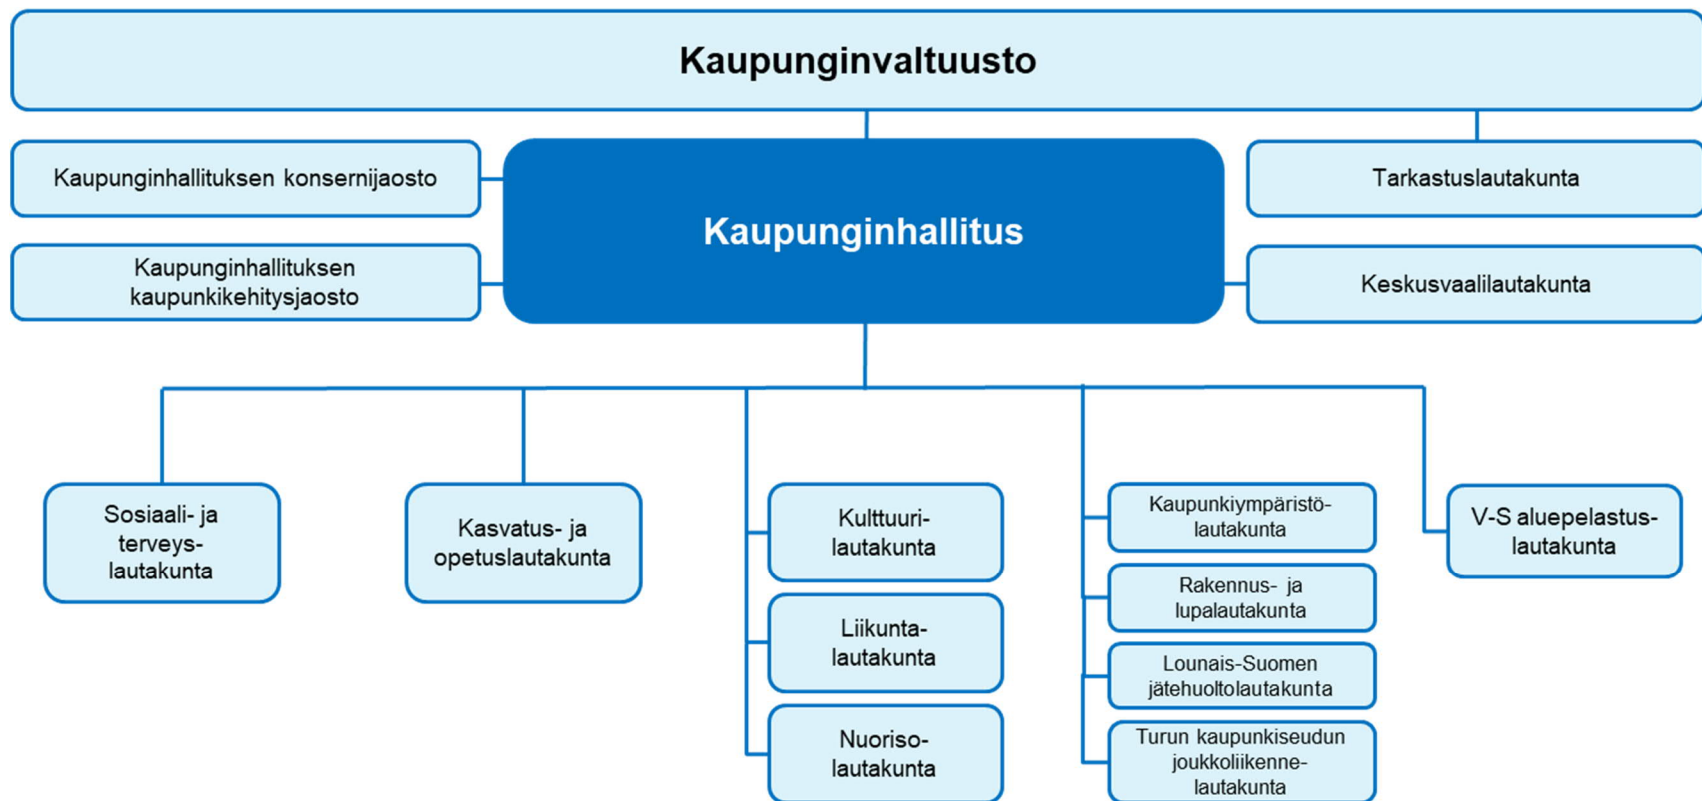 Kaupunginvaltuusto
Kaupunginhallituksen konsernijaosto
Kaupunginhallitus
Tarkastuslautakunta
Kaupunginhallituksen
kaupunkikehitysjaosto
Keskusvaalilautakunta
Sosiaali- ja
terveys-
lautakunta
Kasvatus- ja
opetuslautakunta
Kulttuuri-
lautakunta
Liikunta-
lautakunta
Nuoriso-
lautakunta
Kaupunkiympäristö-
lautakunta
Rakennus- ja
lupalautakunta
Lounais-Suomen
jätehuoltolautakunta
Turun kaupunkiseudun
joukkoliikenne-
lautakunta
V-S aluepelastus-
lautakunta